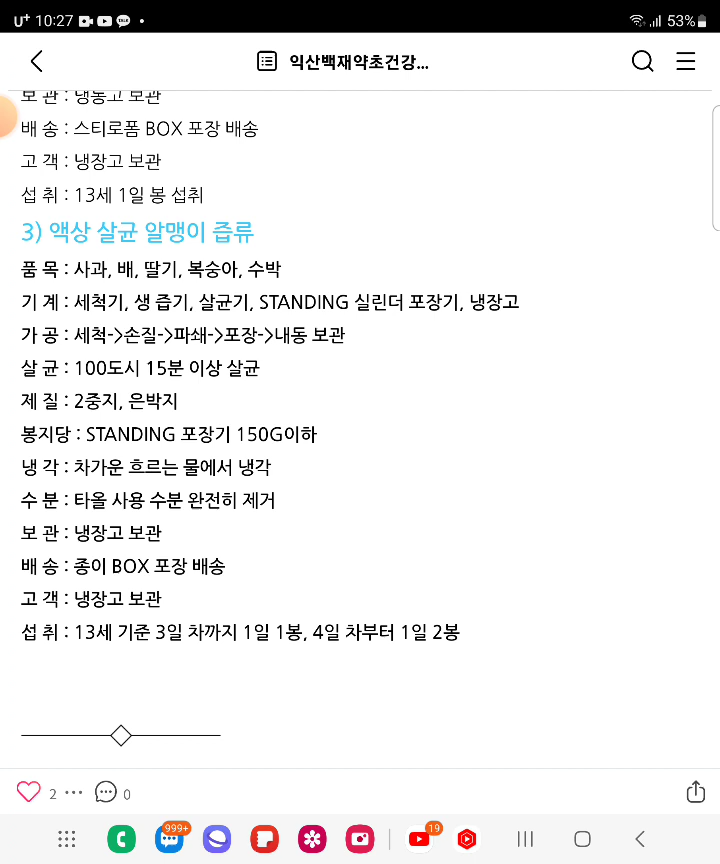 U+ 10:27
53%
익산백재약초건강...
보 관 : 냉동고 보관
배 송 : 스티로폼 BOX 포장 배송
고 객 : 냉장고 보관
섭 취 : 13세 1일 봉 섭취
3) 액상 살균 알맹이 즙류
품 목 : 사과, 배, 딸기, 복숭아, 수박
기 계 : 세척기, 생 즙기, 살균기, STANDING 실린더 포장기, 냉장고
가 공 : 세척->손질->파쇄->포장->내동 보관
살 균 : 100도시 15분 이상 살균
제 질 : 2중지, 은박지
봉지당 : STANDING 포장기 150G이하
냉 각 : 차가운 흐르는 물에서 냉각
수 분 : 타올 사용 수분 완전히 제거
보 관 : 냉장고 보관
배 송 : 종이 BOX 포장 배송
고 객 : 냉장고 보관
섭 취 : 13세 기준 3일 차까지 1일 1봉, 4일 차부터 1일 2봉
2
0
999+
19